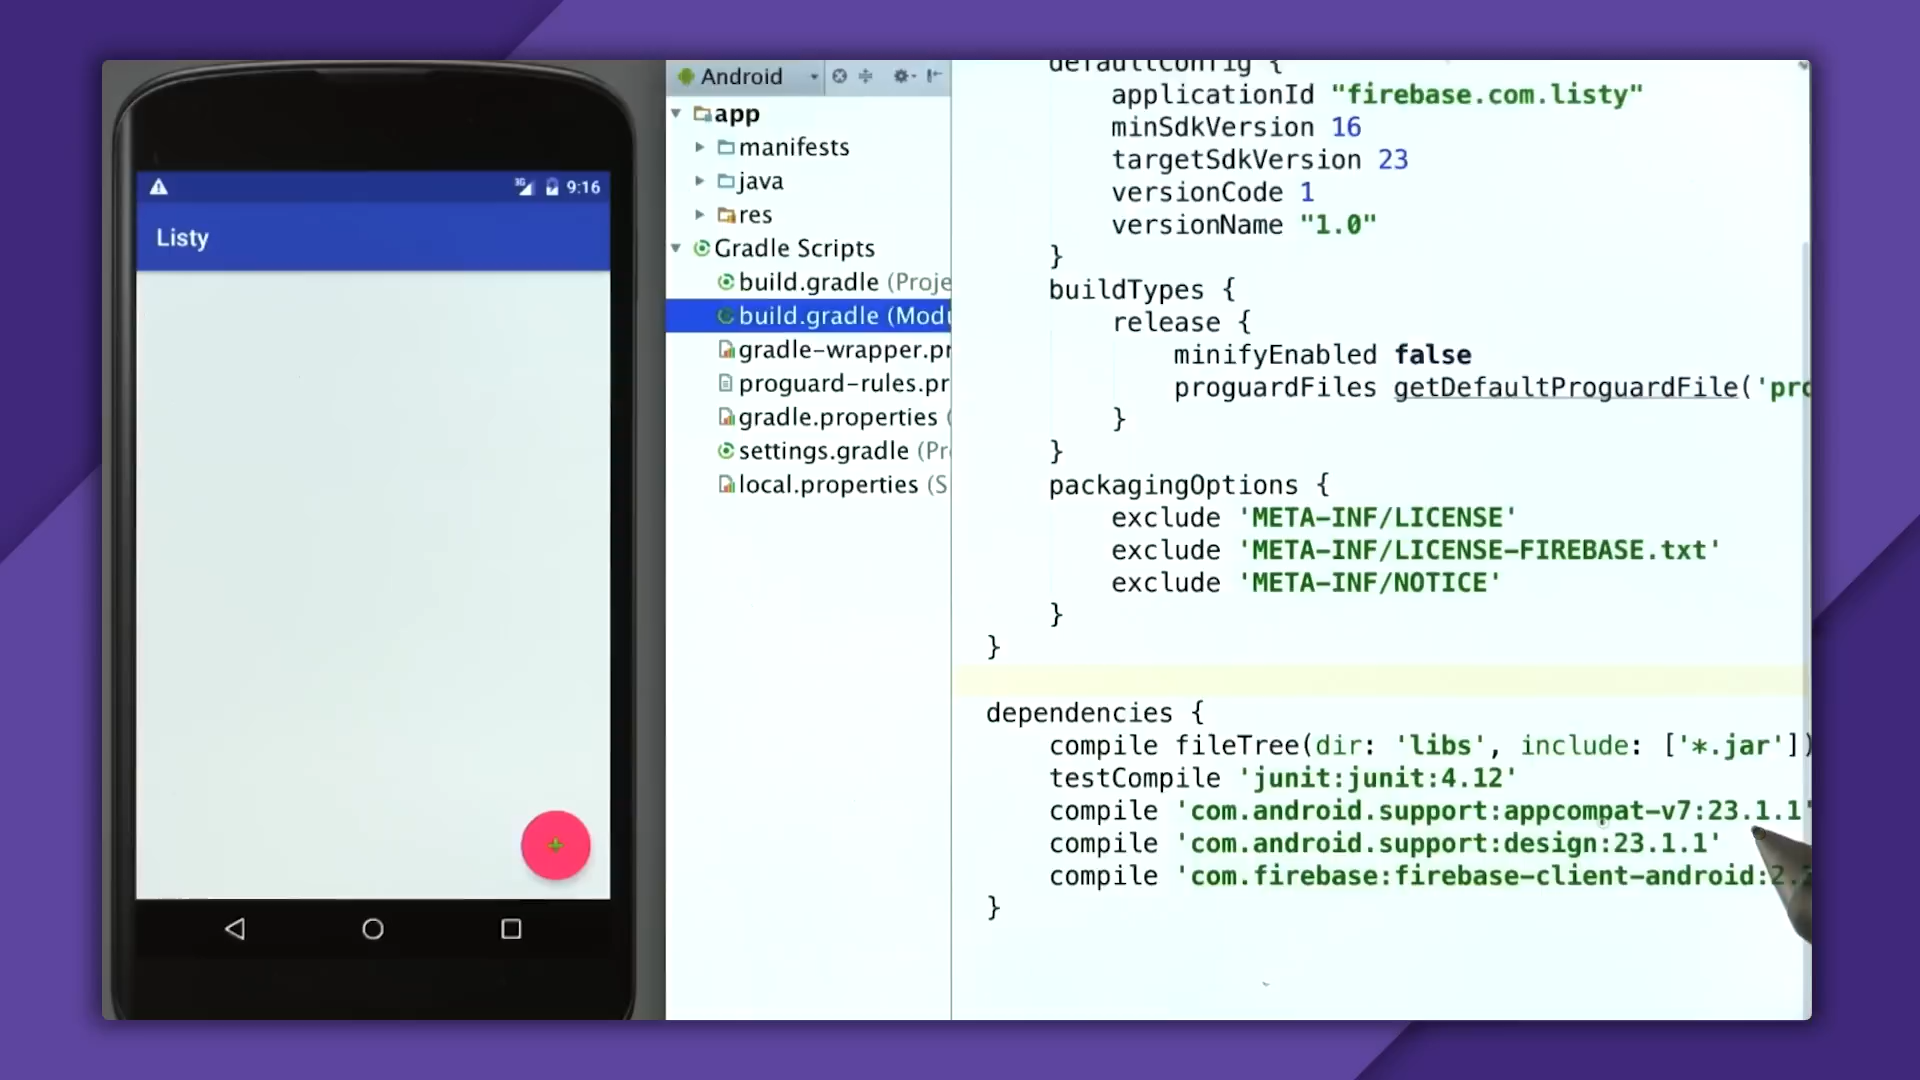 9:16
Listy
Android
app
manifests
java
res
Gradle Scripts
build.gradle (Proje
build.gradle (Modu
gradle-wrapper.pr
proguard-rules.pr
gradle.properties (
settings.gradle (Pr
local.properties (S
defaultConfig {
applicationId "firebase.com.listy"
minSdkVersion 16
targetSdkVersion 23
versionCode 1
versionName "1.0"
}
buildTypes {
release {
minifyEnabled false
proguardFiles getDefaultProguardFile('pro
}
}
packagingOptions {
exclude 'META-INF/LICENSE'
exclude 'META-INF/LICENSE-FIREBASE.txt'
exclude 'META-INF/NOTICE'
}
}
dependencies {
compile fileTree(dir: 'libs', include: ['*.jar'])
testCompile 'junit:junit:4.12'
compile 'com.android.support:appcompat-v7:23.1.1'
compile 'com.android.support:design:23.1.1'
compile 'com.firebase:firebase-client-android:2.
}